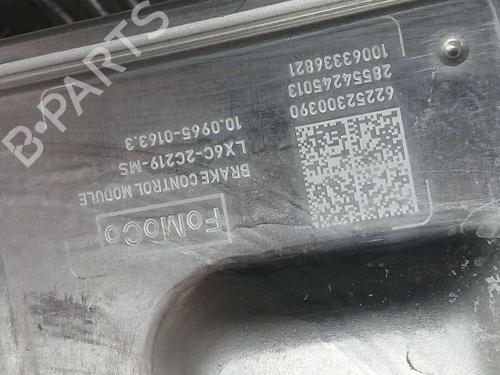 FoMoCo
BRAKE CONTROL MODULE
LX6C-2C219-MS
10.0965-0163.3
62252300390
28554245013
10063336821
B-PARTS